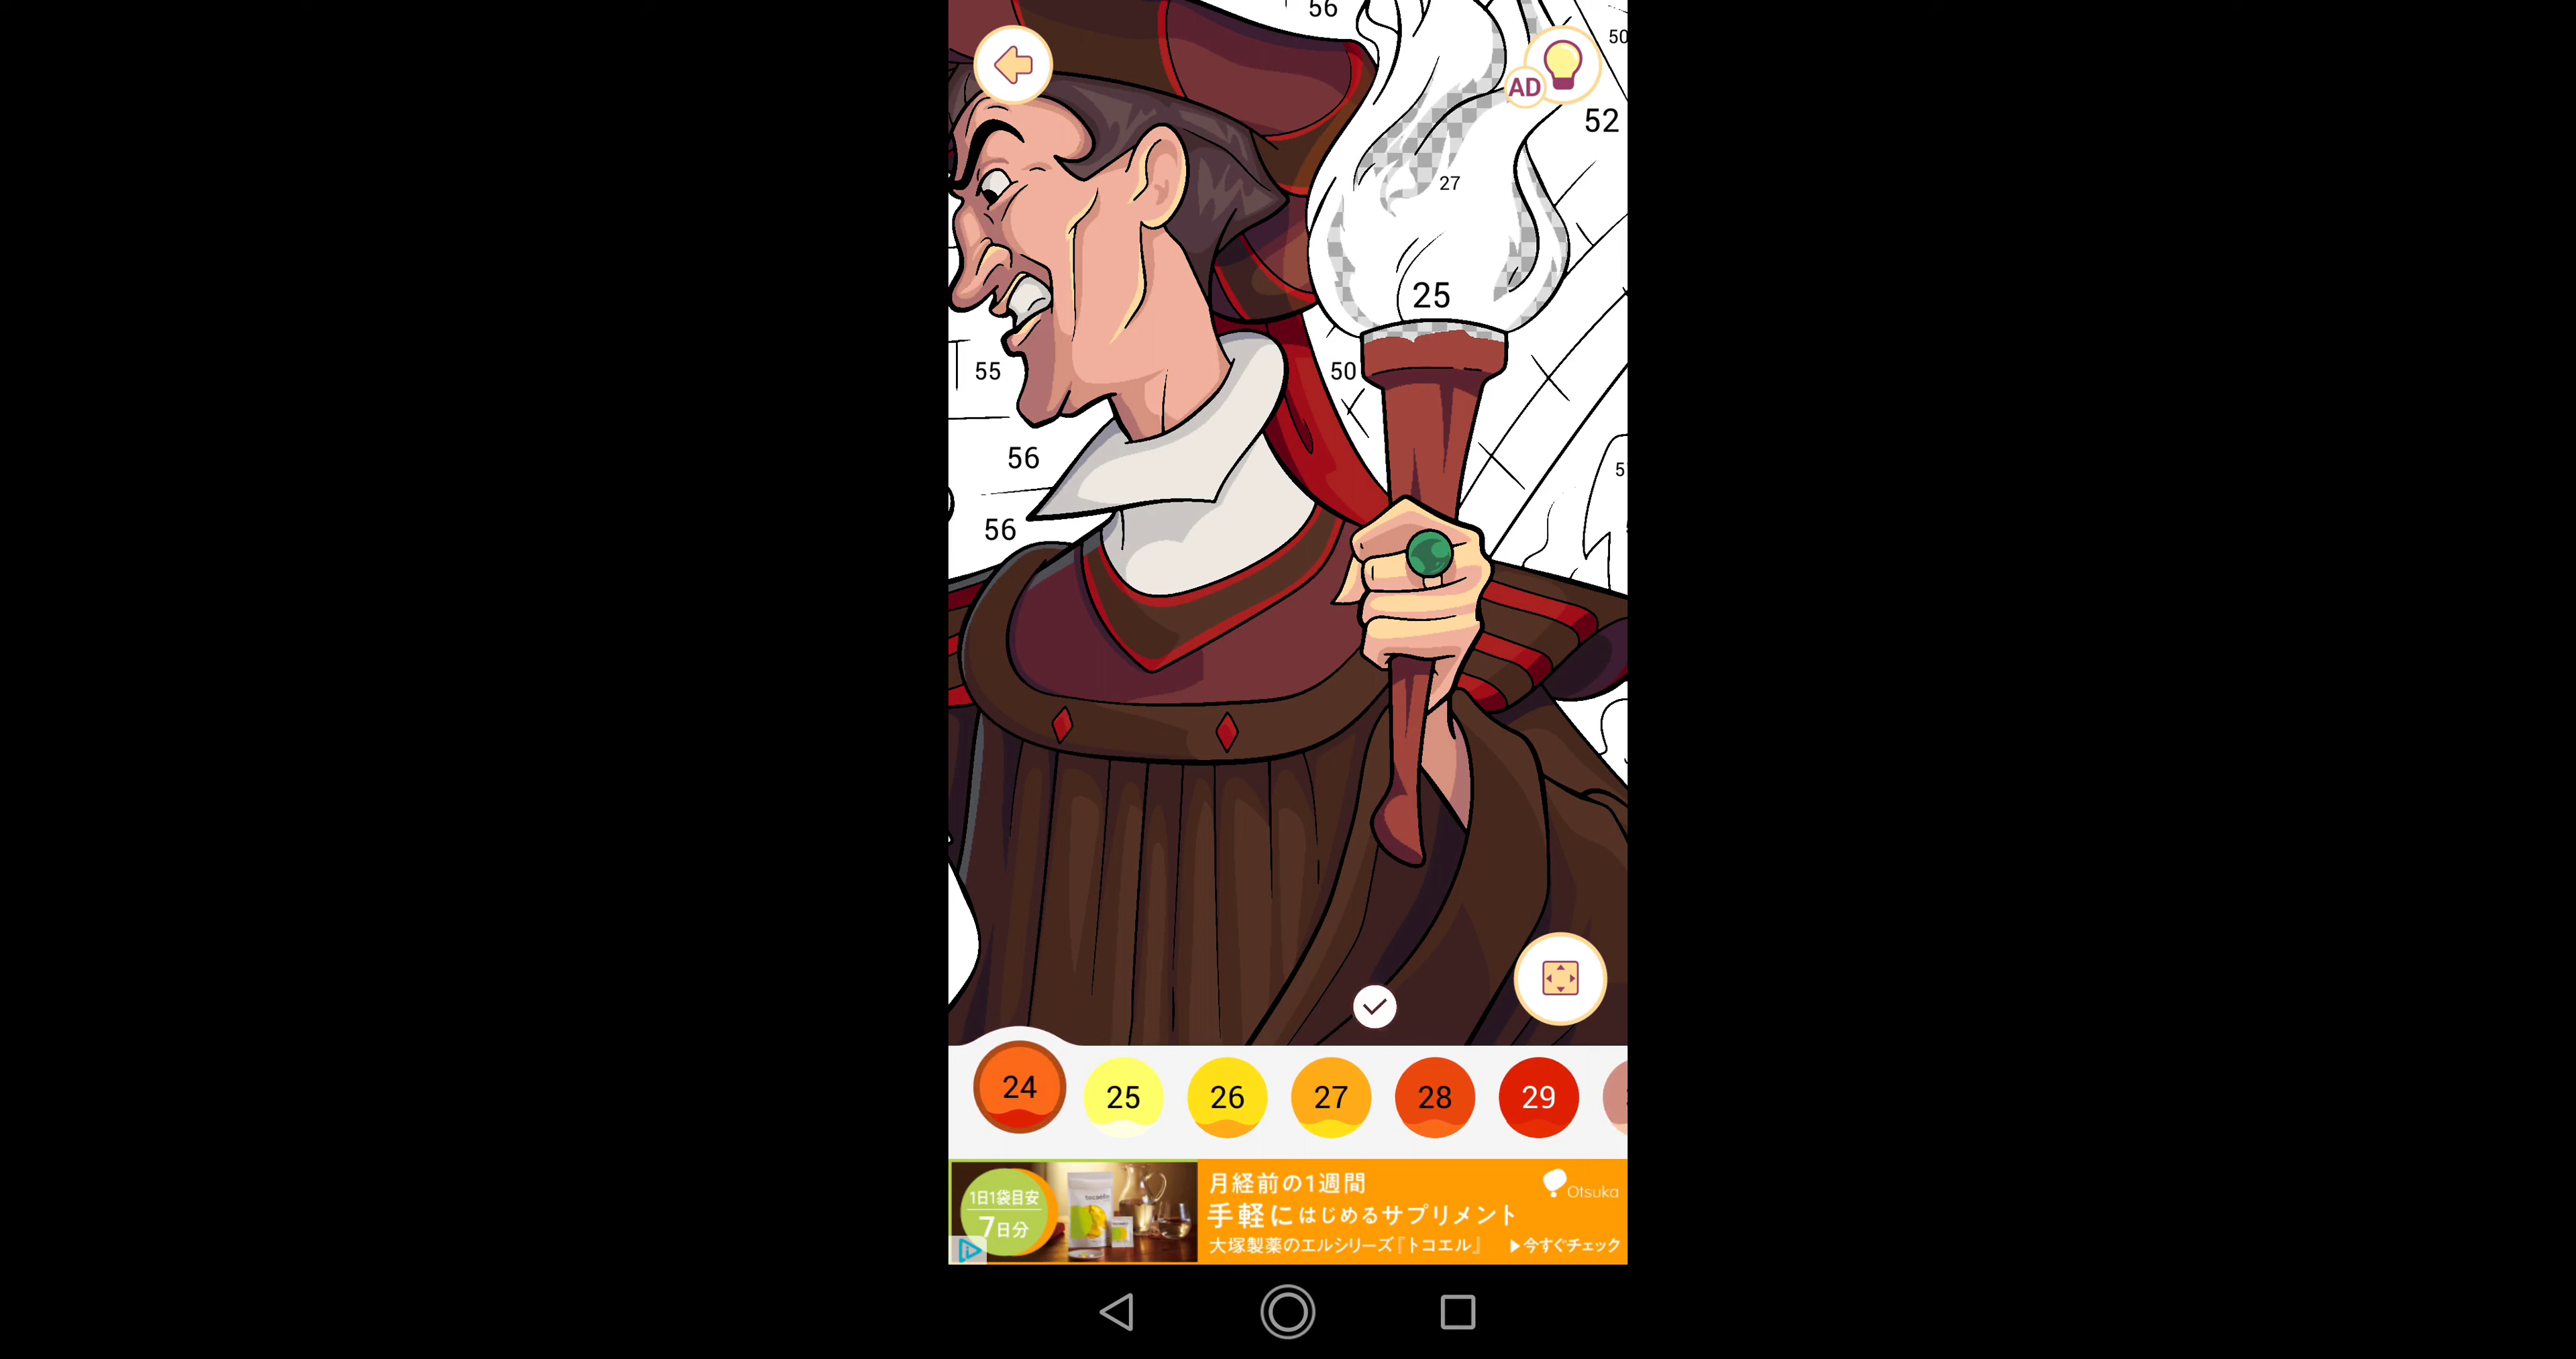 56
50
AD
52
27
25
55
50
56
56
24
25
26
27
28
29
1日1袋目安
7日分
月経前の1週間
手軽にはじめるサプリメント
大塚製薬のエルシリーズ『トコエル』
▶今すぐチェック
Otsuka